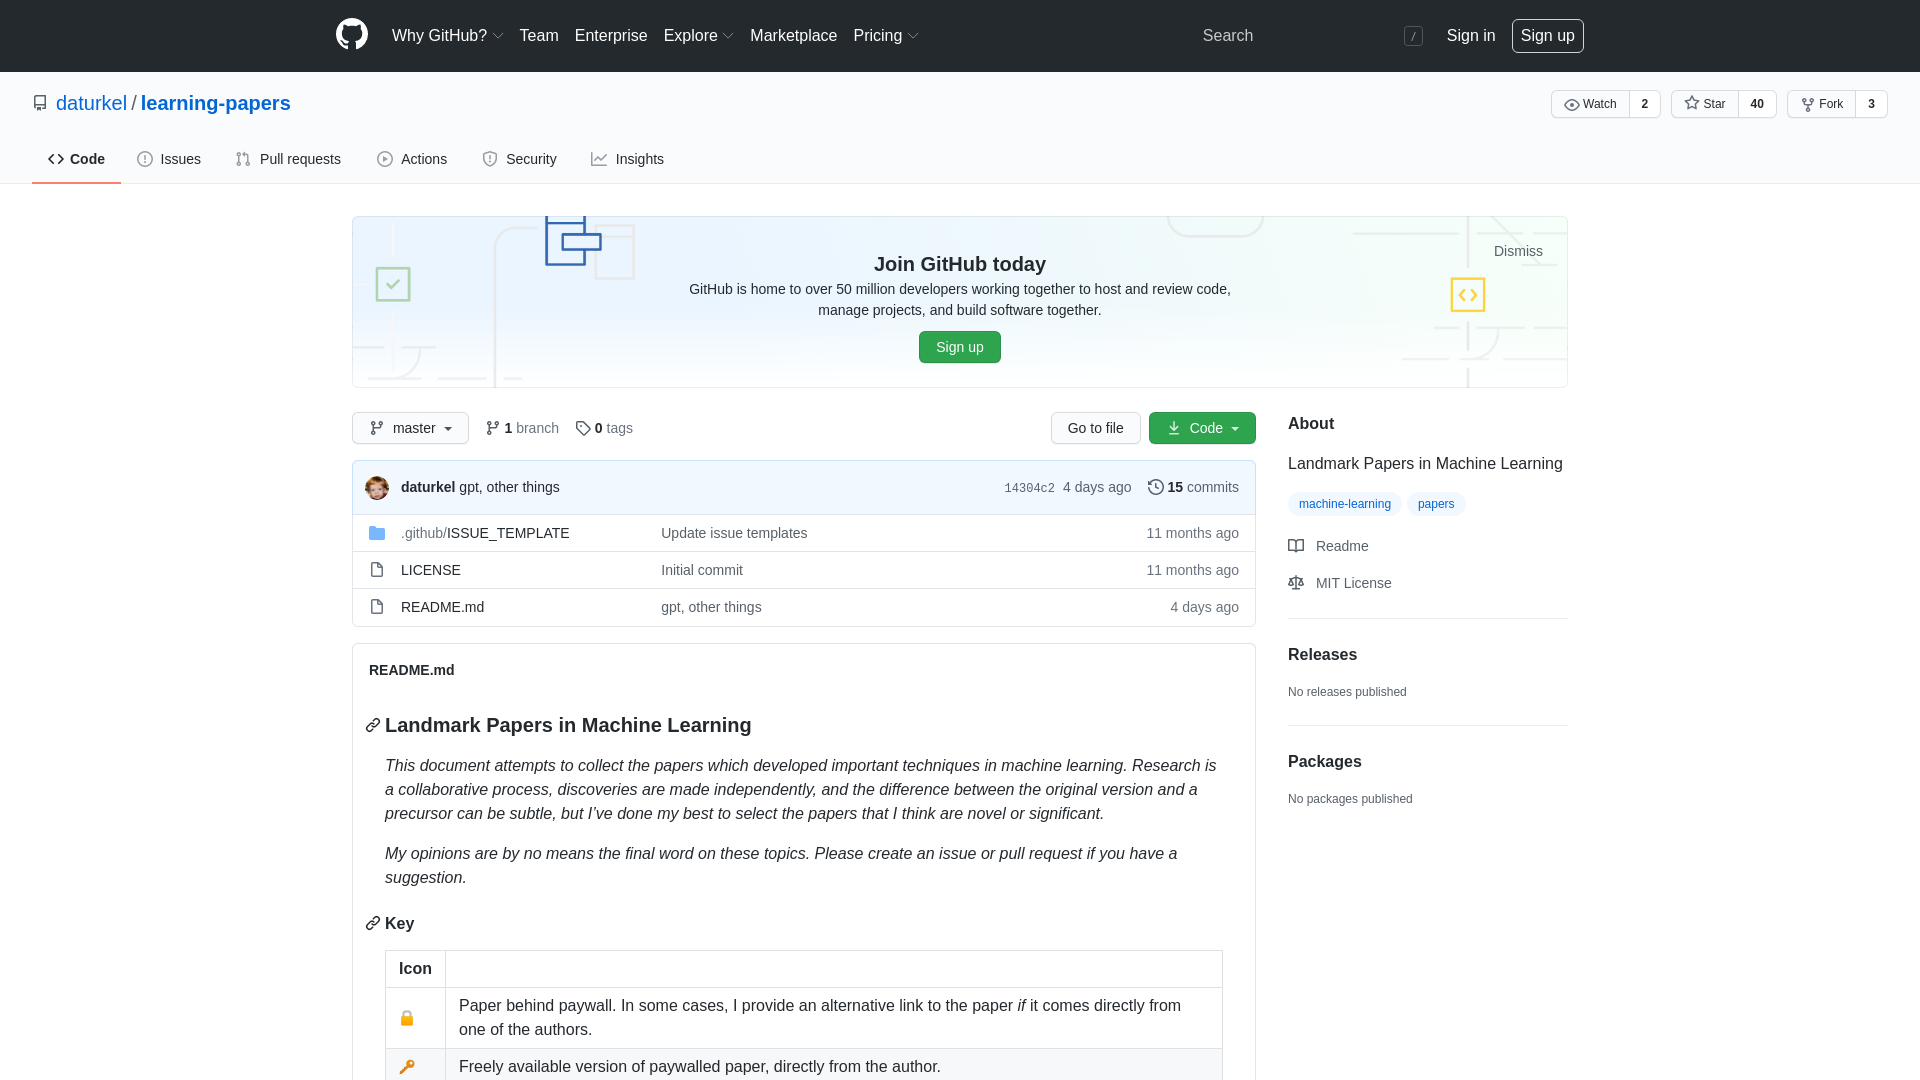 Why GitHub? Team Enterprise Explore Marketplace Pricing Search / Sign in Sign up
daturkel / learning-papers Watch 2 Star 40 Fork 3
Code Issues Pull requests Actions Security Insights
Dismiss
Join GitHub today
GitHub is home to over 50 million developers working together to host and review code,
manage projects, and build software together.
Sign up
master 1 branch 0 tags Go to file Code
daturkel gpt, other things 14304c2 4 days ago 15 commits
.github/ISSUE_TEMPLATE Update issue templates 11 months ago
LICENSE Initial commit 11 months ago
README.md gpt, other things 4 days ago
README.md
Landmark Papers in Machine Learning
This document attempts to collect the papers which developed important techniques in machine learning. Research is
a collaborative process, discoveries are made independently, and the difference between the original version and a
precursor can be subtle, but I’ve done my best to select the papers that I think are novel or significant.
My opinions are by no means the final word on these topics. Please create an issue or pull request if you have a
suggestion.
Key
Icon
Paper behind paywall. In some cases, I provide an alternative link to the paper if it comes directly from
one of the authors.
Freely available version of paywalled paper, directly from the author.
About
Landmark Papers in Machine Learning
machine-learning papers
Readme
MIT License
Releases
No releases published
Packages
No packages published